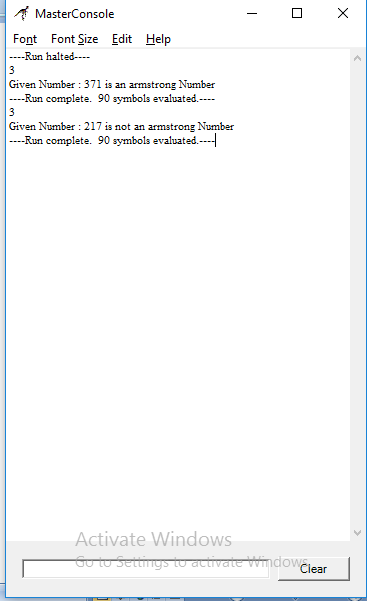 MasterConsole
Font Font Size Edit Help
----Run halted----
3
Given Number : 371 is an armstrong Number
----Run complete.  90 symbols evaluated.----
3
Given Number : 217 is not an armstrong Number
----Run complete.  90 symbols evaluated.----
Activate Windows
Go to Settings to activate Windows.
Clear